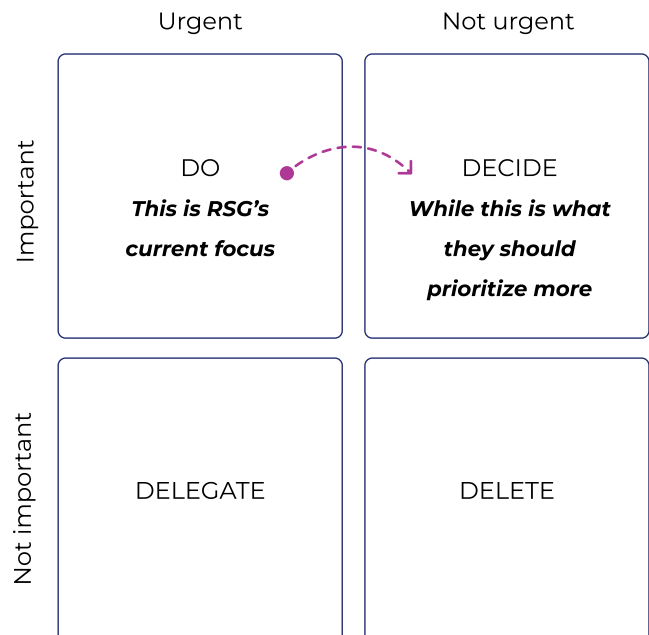 Urgent
Not urgent
Important
DO
This is RSG’s
current focus
DECIDE
While this is what
they should
prioritize more
Not important
DELEGATE
DELETE